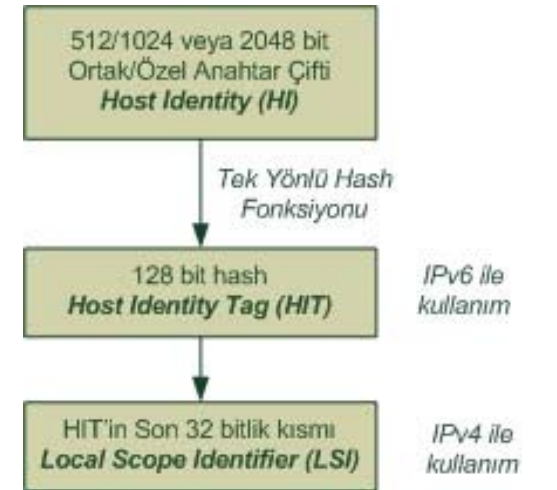 512/1024 veya 2048 bit
Ortak/Özel Anahtar Çifti
Host Identity (HI)
Tek Yönlü Hash
Fonksiyonu
128 bit hash
Host Identity Tag (HIT)
IPv6 ile
kullanım
HIT'in Son 32 bitlik kısmı
Local Scope Identifier (LSI)
IPv4 ile
kullanım